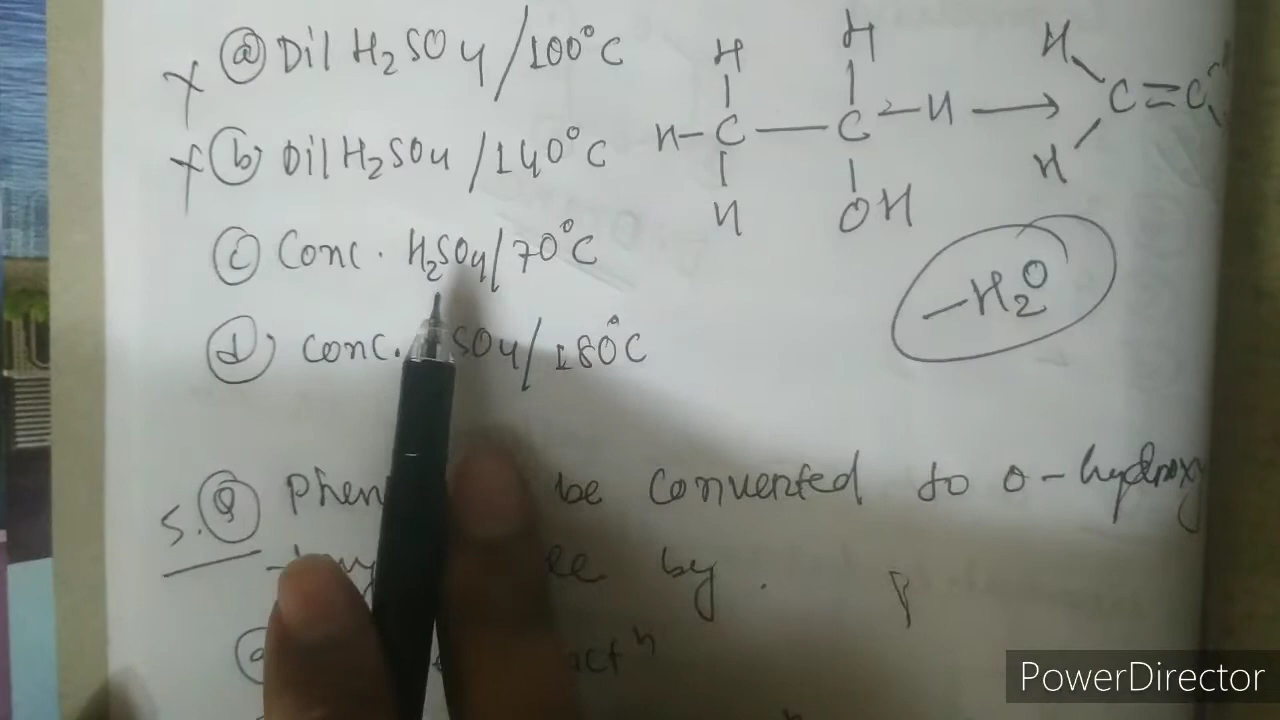 ⓐ Dil H₂SO₄/100°C
ⓑ Dil H₂SO₄/140°C
ⓒ Conc. H₂SO₄/70°C
ⓓ conc. SO₄/180°C
H H H
H-C—C-H → C=C
H OH H
-H₂O
5. Q be converted to o-hydroxy
by.
PowerDirector